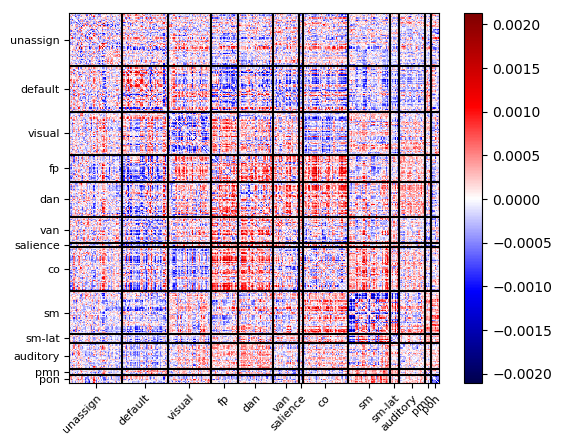 unassign
default
visual
fp
dan
van
salience
co
sm
sm-lat
auditory
pmn
pon
unassign
default
visual
fp
dan
van
salience
co
sm
sm-lat
auditory
pmn
pon
0.0020
0.0015
0.0010
0.0005
0.0000
−0.0005
−0.0010
−0.0015
−0.0020